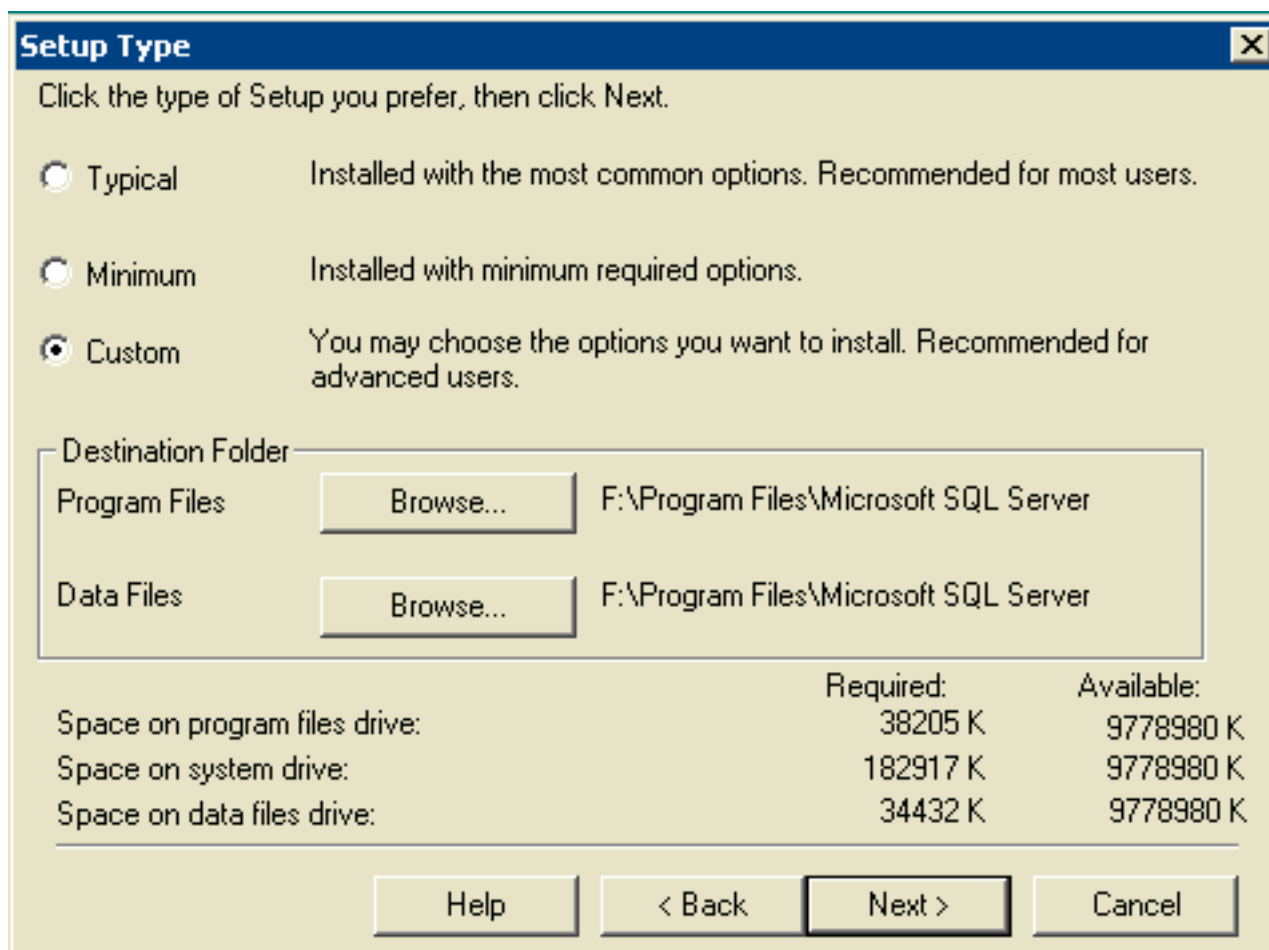 Setup Type
Click the type of Setup you prefer, then click Next.
Typical Installed with the most common options. Recommended for most users.
Minimum Installed with minimum required options.
Custom You may choose the options you want to install. Recommended for
advanced users.
Destination Folder
Program Files Browse... F:\Program Files\Microsoft SQL Server
Data Files Browse... F:\Program Files\Microsoft SQL Server
Required: Available:
Space on program files drive: 38205 K 9778980 K
Space on system drive: 182917 K 9778980 K
Space on data files drive: 34432 K 9778980 K
Help < Back Next > Cancel